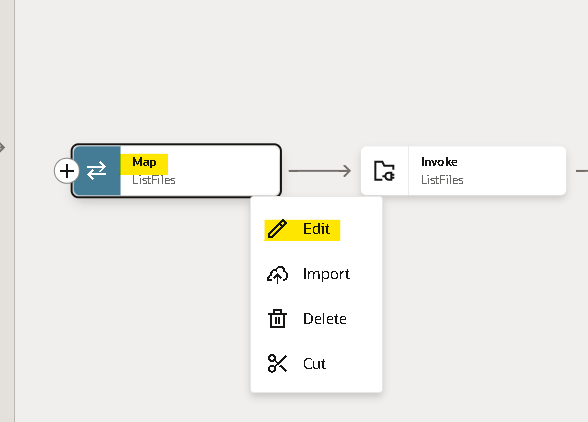 Map
ListFiles
Invoke
ListFiles
Edit
Import
Delete
Cut